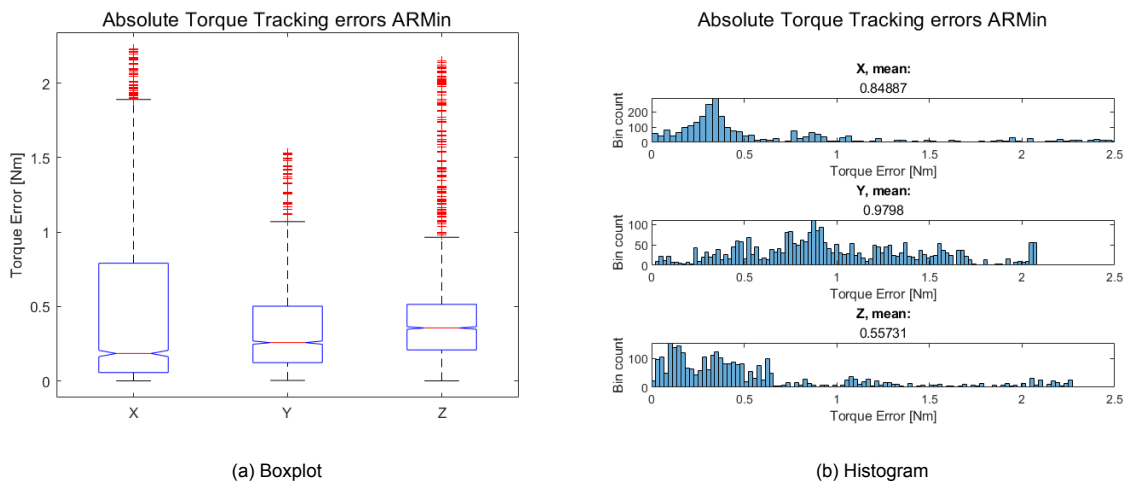 Absolute Torque Tracking errors ARMin
Torque Error [Nm]
2
1.5
1
0.5
0
X
Y
Z
(a) Boxplot
Absolute Torque Tracking errors ARMin
X, mean:
0.84887
Bin count
200
100
0
0 0.5 1 1.5 2 2.5
Torque Error [Nm]
Y, mean:
0.9798
Bin count
100
50
0
0 0.5 1 1.5 2 2.5
Torque Error [Nm]
Z, mean:
0.55731
Bin count
100
50
0
0 0.5 1 1.5 2 2.5
Torque Error [Nm]
(b) Histogram